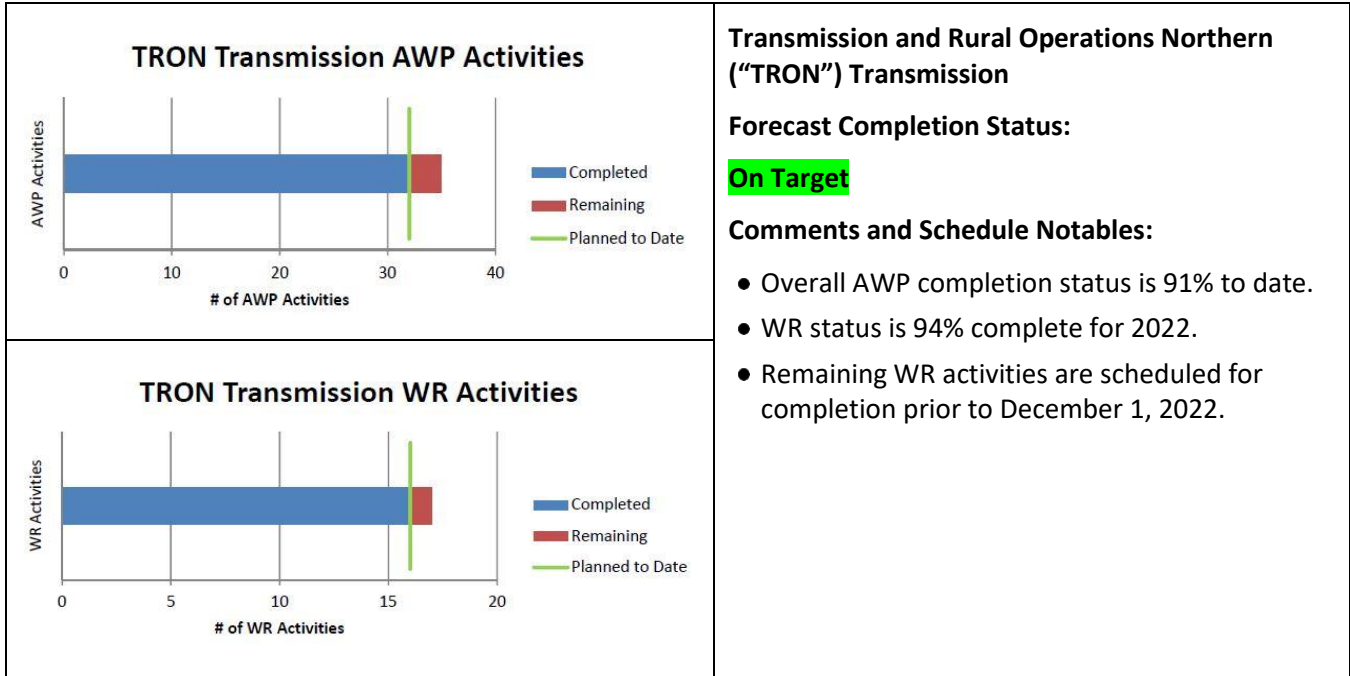 TRON Transmission AWP Activities
AWP Activities
Completed
Remaining
Planned to Date
0 10 20 30 40
# of AWP Activities
TRON Transmission WR Activities
WR Activities
Completed
Remaining
Planned to Date
0 5 10 15 20
# of WR Activities
Transmission and Rural Operations Northern
(“TRON”) Transmission
Forecast Completion Status:
On Target
Comments and Schedule Notables:
• Overall AWP completion status is 91% to date.
• WR status is 94% complete for 2022.
• Remaining WR activities are scheduled for
completion prior to December 1, 2022.